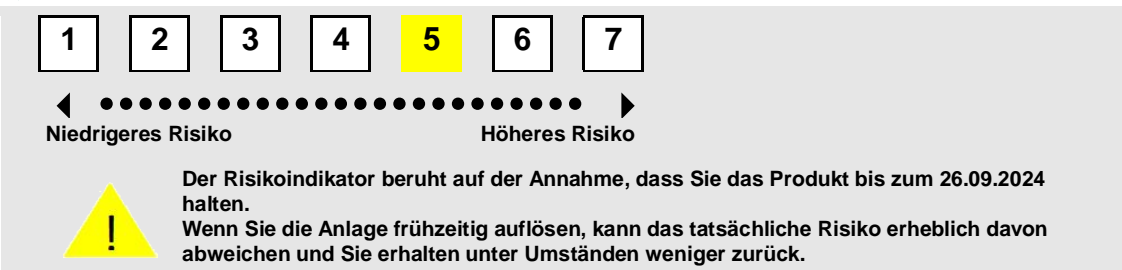 1 2 3 4 5 6 7
Niedrigeres Risiko Höheres Risiko
Der Risikoindikator beruht auf der Annahme, dass Sie das Produkt bis zum 26.09.2024
halten.
Wenn Sie die Anlage frühzeitig auflösen, kann das tatsächliche Risiko erheblich davon
abweichen und Sie erhalten unter Umständen weniger zurück.
!